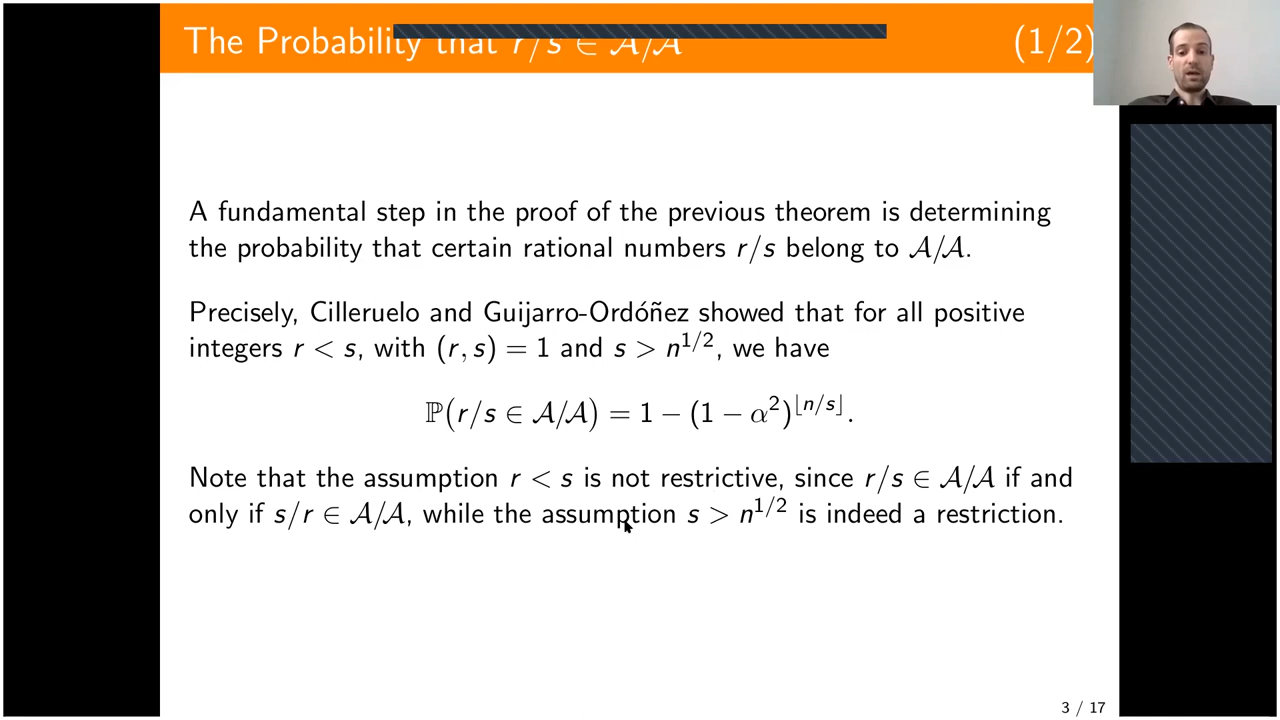 The Probability that r/s ∈ 𝒜/𝒜 (1/2)
A fundamental step in the proof of the previous theorem is determining
the probability that certain rational numbers r/s belong to 𝒜/𝒜.
Precisely, Cilleruelo and Guijarro-Ordóñez showed that for all positive
integers r < s, with (r, s) = 1 and s > n^{1/2}, we have
ℙ(r/s ∈ 𝒜/𝒜) = 1 − (1 − α²)^{⌊n/s⌋}.
Note that the assumption r < s is not restrictive, since r/s ∈ 𝒜/𝒜 if and
only if s/r ∈ 𝒜/𝒜, while the assumption s > n^{1/2} is indeed a restriction.
3 / 17